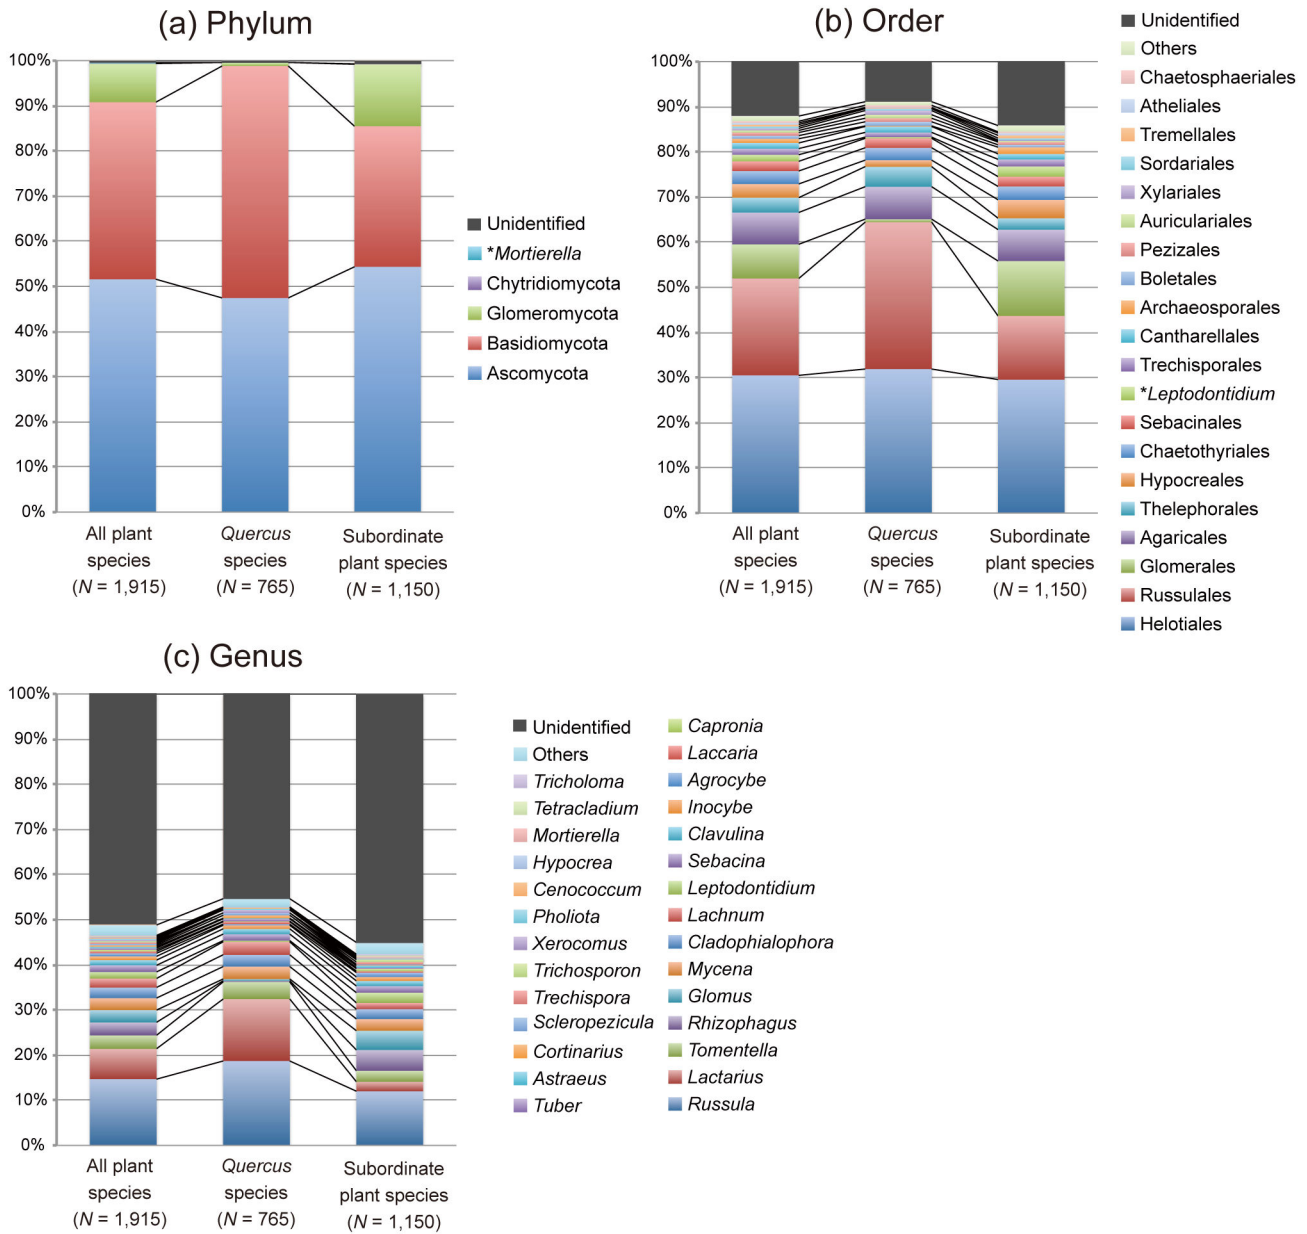 (a) Phylum
100%
90%
80%
70%
60%
50%
40%
30%
20%
10%
0%
All plant
species
(N = 1,915)
Quercus
species
(N = 765)
Subordinate
plant species
(N = 1,150)
Unidentified
*Mortierella
Chytridiomycota
Glomeromycota
Basidiomycota
Ascomycota
(b) Order
100%
90%
80%
70%
60%
50%
40%
30%
20%
10%
0%
All plant
species
(N = 1,915)
Quercus
species
(N = 765)
Subordinate
plant species
(N = 1,150)
Unidentified
Others
Chaetosphaeriales
Atheliales
Tremellales
Sordariales
Xylariales
Auriculariales
Pezizales
Boletales
Archaeosporales
Cantharellales
Trechisporales
*Leptodontidium
Sebacinales
Chaetothyriales
Hypocreales
Thelephorales
Agaricales
Glomerales
Russulales
Helotiales
(c) Genus
100%
90%
80%
70%
60%
50%
40%
30%
20%
10%
0%
All plant
species
(N = 1,915)
Quercus
species
(N = 765)
Subordinate
plant species
(N = 1,150)
Unidentified
Others
Tricholoma
Tetracladium
Mortierella
Hypocrea
Cenococcum
Pholiota
Xerocomus
Trichosporon
Trechispora
Scleropezicula
Cortinarius
Astraeus
Tuber
Capronia
Laccaria
Agrocybe
Inocybe
Clavulina
Sebacina
Leptodontidium
Lachnum
Cladophialophora
Mycena
Glomus
Rhizophagus
Tomentella
Lactarius
Russula